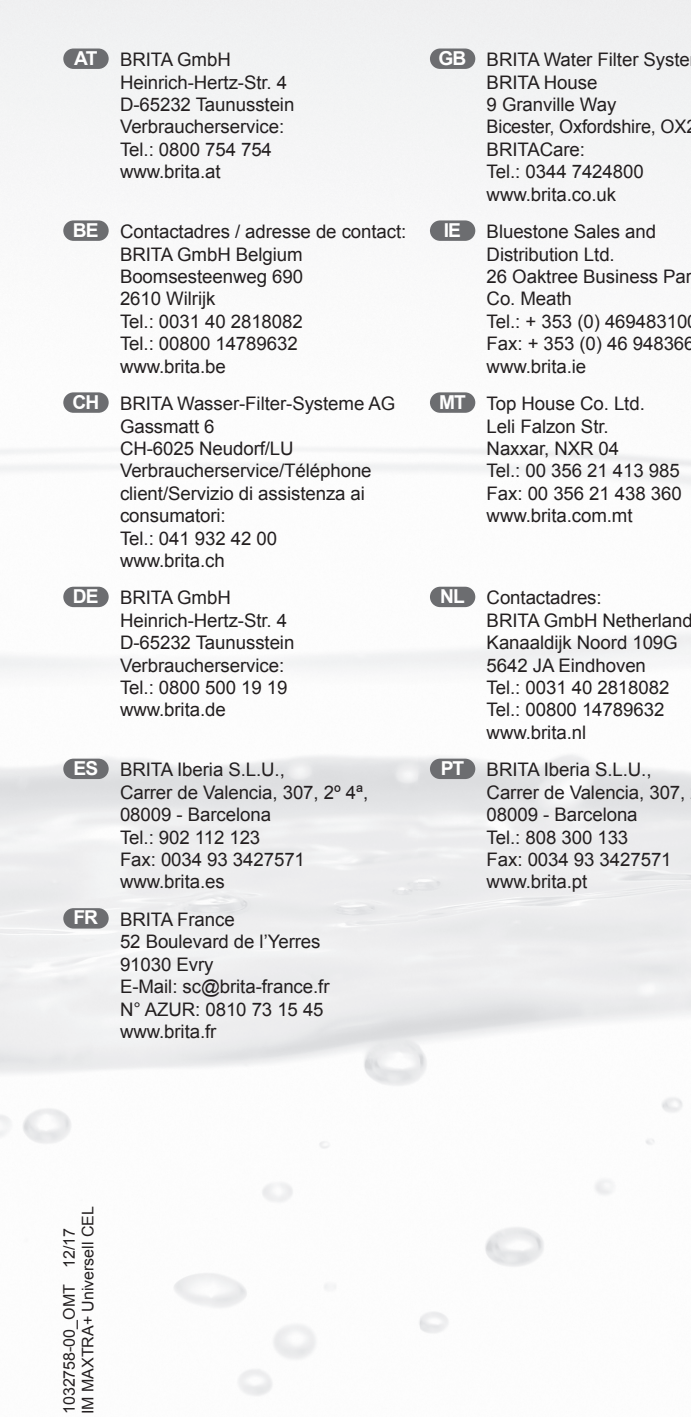 AT BRITA GmbH
Heinrich-Hertz-Str. 4
D-65232 Taunusstein
Verbraucherservice:
Tel.: 0800 754 754
www.brita.at
BE Contactadres / adresse de contact:
BRITA GmbH Belgium
Boomsesteenweg 690
2610 Wilrijk
Tel.: 0031 40 2818082
Tel.: 00800 14789632
www.brita.be
CH BRITA Wasser-Filter-Systeme AG
Gassmatt 6
CH-6025 Neudorf/LU
Verbraucherservice/Téléphone
client/Servizio di assistenza ai
consumatori:
Tel.: 041 932 42 00
www.brita.ch
DE BRITA GmbH
Heinrich-Hertz-Str. 4
D-65232 Taunusstein
Verbraucherservice:
Tel.: 0800 500 19 19
www.brita.de
ES BRITA Iberia S.L.U.,
Carrer de Valencia, 307, 2º 4ª,
08009 - Barcelona
Tel.: 902 112 123
Fax: 0034 93 3427571
www.brita.es
FR BRITA France
52 Boulevard de l’Yerres
91030 Evry
E-Mail: sc@brita-france.fr
N° AZUR: 0810 73 15 45
www.brita.fr
GB BRITA Water Filter
BRITA House
9 Granville Way
Bicester, Oxfordshire,
BRITACare:
Tel.: 0344 7424800
www.brita.co.uk
IE Bluestone Sales and
Distribution Ltd.
26 Oaktree Business
Co. Meath
Tel.: + 353 (0) 469483100
Fax: + 353 (0) 46
www.brita.ie
MT Top House Co. Ltd.
Leli Falzon Str.
Naxxar, NXR 04
Tel.: 00 356 21 413 985
Fax: 00 356 21 438 360
www.brita.com.mt
NL Contactadres:
BRITA GmbH
Kanaaldijk Noord 109G
5642 JA Eindhoven
Tel.: 0031 40 2818082
Tel.: 00800 14789632
www.brita.nl
PT BRITA Iberia S.L.U.,
Carrer de Valencia, 307,
08009 - Barcelona
Tel.: 808 300 133
Fax: 0034 93 3427571
www.brita.pt
1032758-00_OMT 12/17
IM MAXTRA+ Universell CEL